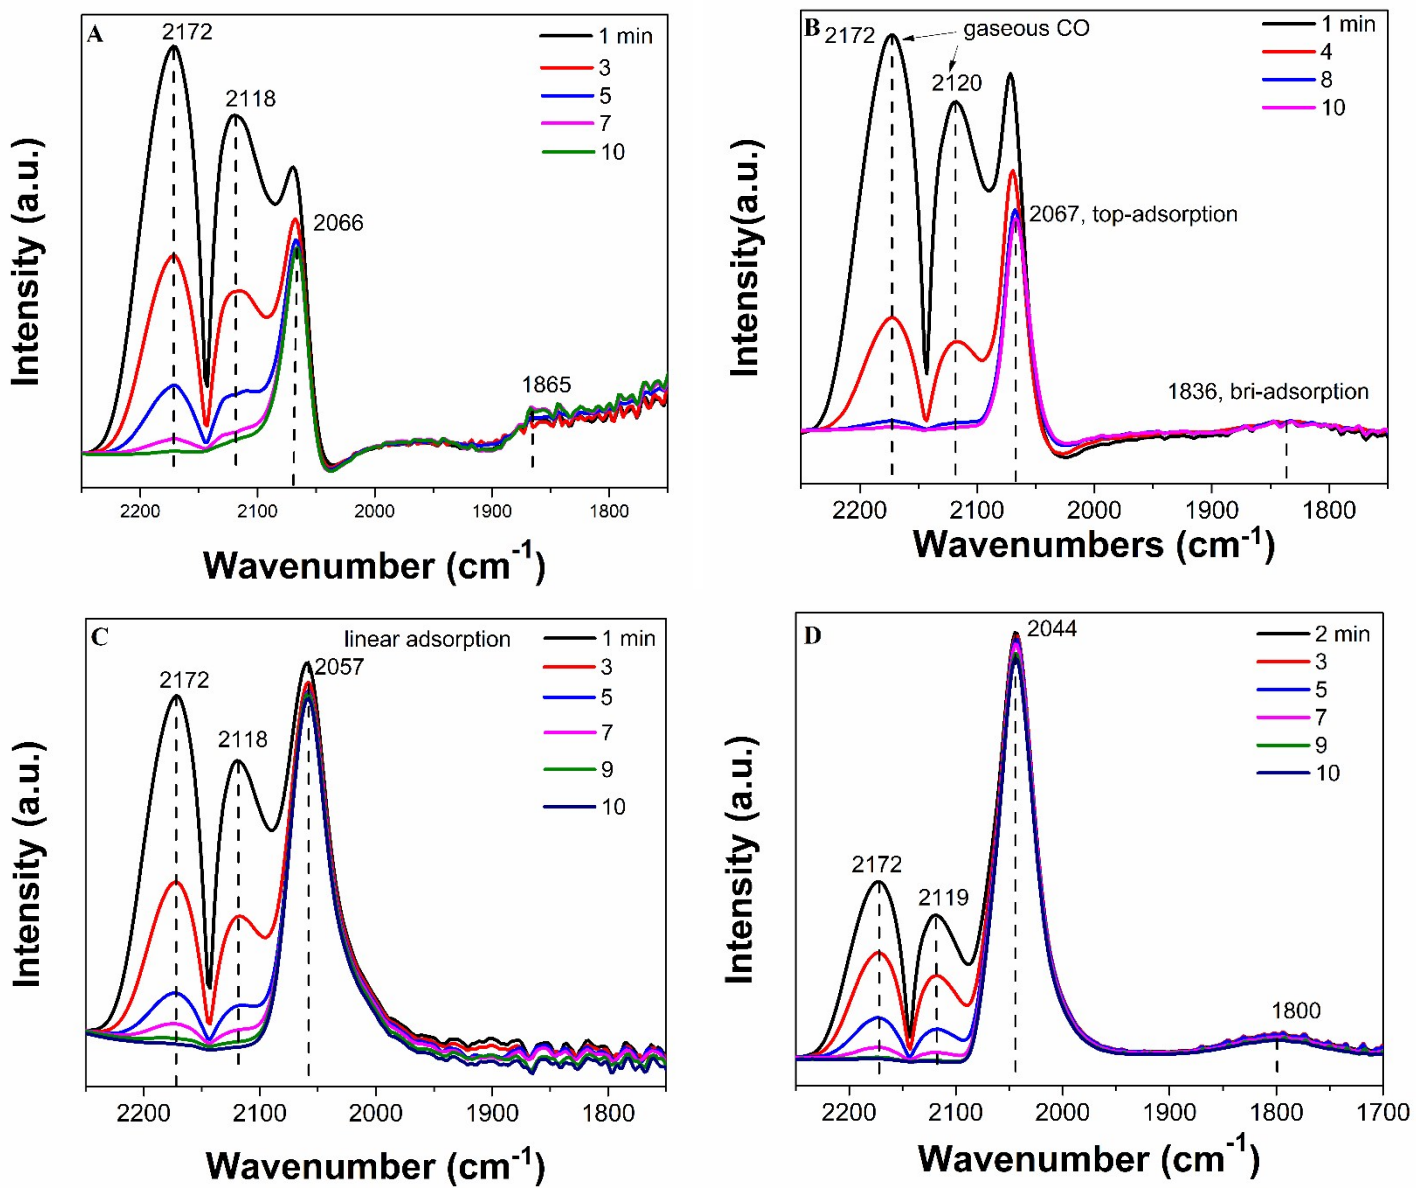 A
2172
2118
2066
1865
1 min
3
5
7
10
Intensity (a.u.)
2200
2100
2000
1900
1800
Wavenumber (cm-1)
B
2172
gaseous CO
2120
2067, top-adsorption
1836, bri-adsorption
1 min
4
8
10
Intensity(a.u.)
2200
2100
2000
1900
1800
Wavenumbers (cm-1)
C
linear adsorption
2057
2172
2118
1 min
3
5
7
9
10
Intensity (a.u.)
2200
2100
2000
1900
1800
Wavenumber (cm-1)
D
2044
2172
2119
1800
2 min
3
5
7
9
10
Intensity (a.u.)
2200
2100
2000
1900
1800
1700
Wavenumber (cm-1)